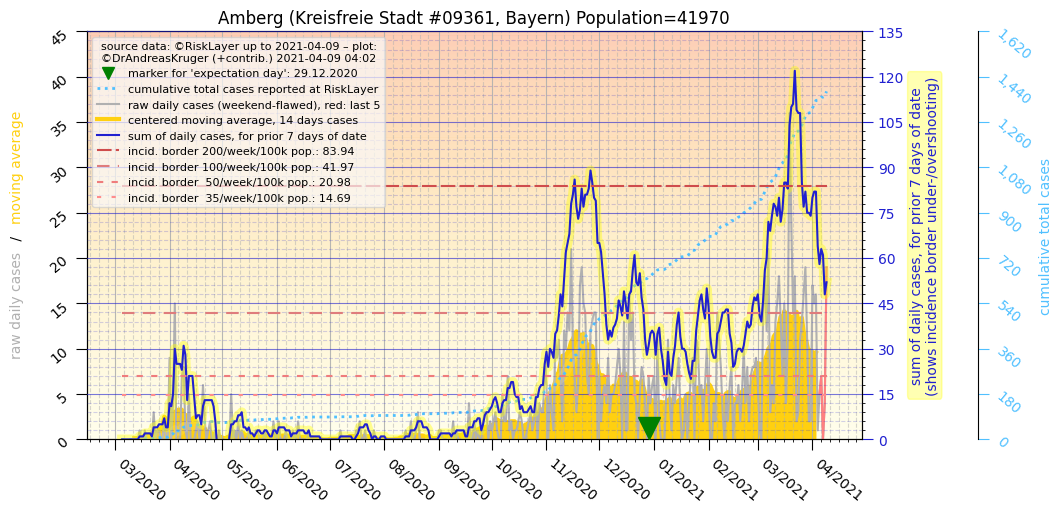 Amberg (Kreisfreie Stadt #09361, Bayern) Population=41970
source data: ©RiskLayer up to 2021-04-09 – plot:
©DrAndreasKruger (+contrib.) 2021-04-09 04:02
marker for 'expectation day': 29.12.2020
cumulative total cases reported at RiskLayer
raw daily cases (weekend-flawed), red: last 5
centered moving average, 14 days cases
sum of daily cases, for prior 7 days of date
incid. border 200/week/100k pop.: 83.94
incid. border 100/week/100k pop.: 41.97
incid. border  50/week/100k pop.: 20.98
incid. border  35/week/100k pop.: 14.69
raw daily cases / moving average
45
40
35
30
25
20
15
10
5
0
03/2020
04/2020
05/2020
06/2020
07/2020
08/2020
09/2020
10/2020
11/2020
12/2020
01/2021
02/2021
03/2021
04/2021
135
120
105
90
75
60
45
30
15
0
sum of daily cases, for prior 7 days of date
(shows incidence border under-/overshooting)
1,620
1,440
1,260
1,080
900
720
540
360
180
0
cumulative total cases